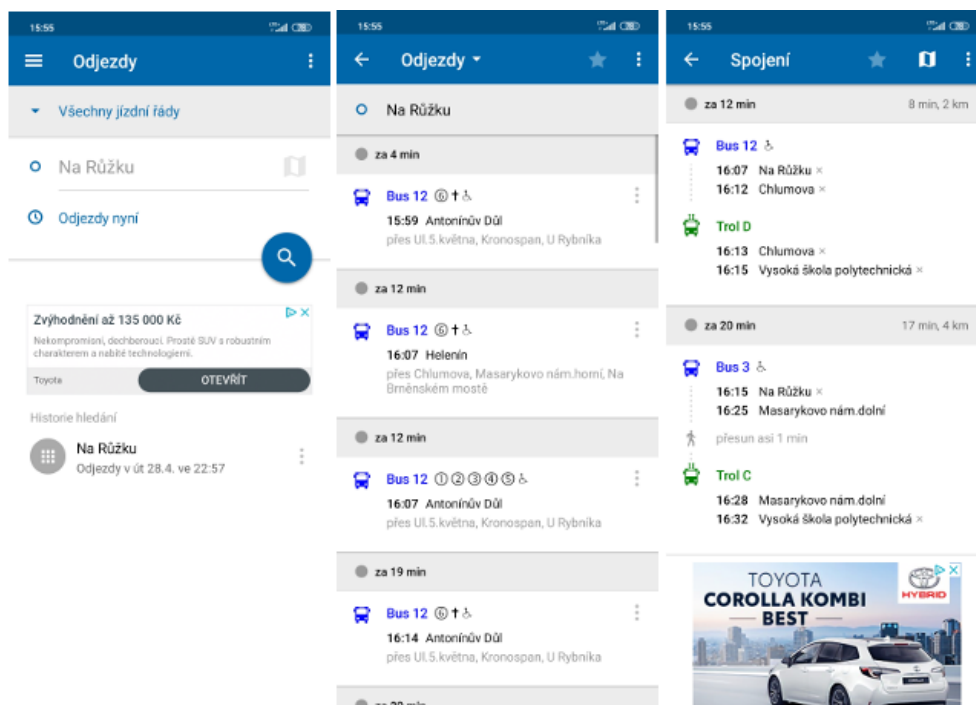 15:55
Odjezdy
Všechny jízdní řády
Na Růžku
Odjezdy nyní
Zvýhodnění až 135 000 Kč
Nekompromisní, dechberoucí. Prostě SUV s robustním
charakterem a nabité technologiemi.
Toyota
OTEVŘÍT
Historie hledání
Na Růžku
Odjezdy v út 28.4. ve 22:57
15:55
Odjezdy
Na Růžku
za 4 min
Bus 12 ⑥ ✝ ♿
15:59 Antonínův Důl
přes Ul.5.května, Kronospan, U Rybníka
za 12 min
Bus 12 ⑥ ✝ ♿
16:07 Helenín
přes Chlumova, Masarykovo nám.horní, Na
Brněnském mostě
za 12 min
Bus 12 ①②③④⑤ ♿
16:07 Antonínův Důl
přes Ul.5.května, Kronospan, U Rybníka
za 19 min
Bus 12 ⑥ ✝ ♿
16:14 Antonínův Důl
přes Ul.5.května, Kronospan, U Rybníka
15:55
Spojení
za 12 min 8 min, 2 km
Bus 12 ♿
16:07 Na Růžku ×
16:12 Chlumova ×
Trol D
16:13 Chlumova ×
16:15 Vysoká škola polytechnická ×
za 20 min 17 min, 4 km
Bus 3 ♿
16:15 Na Růžku ×
16:25 Masarykovo nám.dolní
přesun asi 1 min
Trol C
16:28 Masarykovo nám.dolní
16:32 Vysoká škola polytechnická ×
TOYOTA
COROLLA KOMBI
BEST
HYBRID